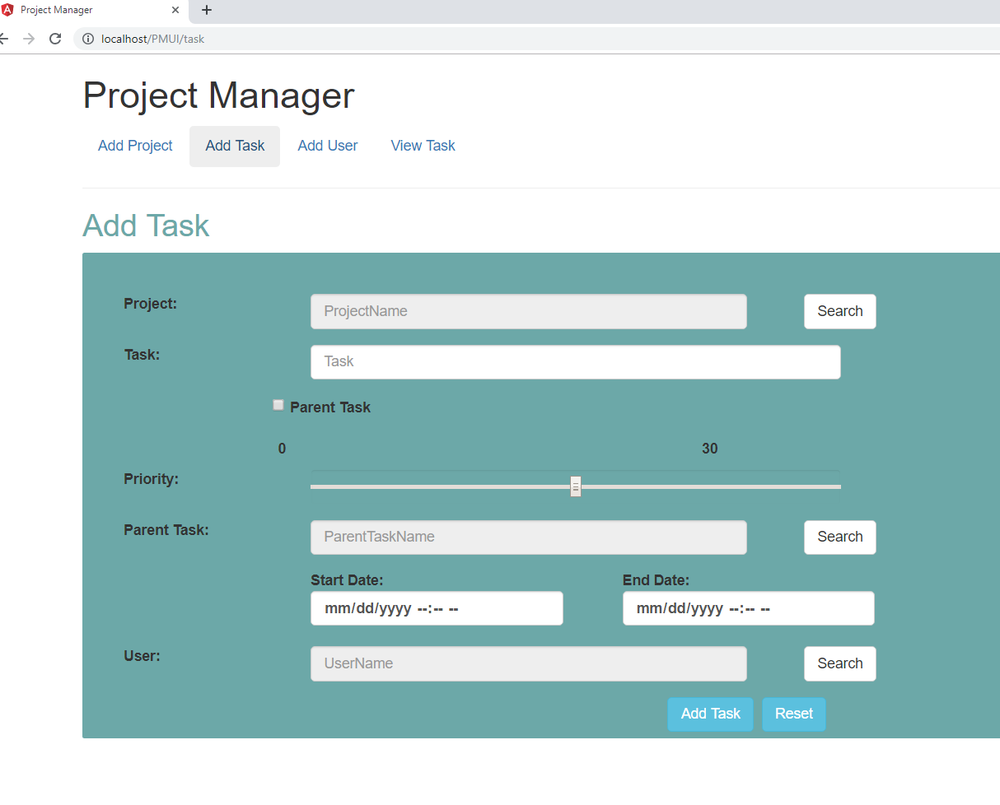 Project Manager
localhost/PMUI/task
Project Manager
Add Project Add Task Add User View Task
Add Task
Project: ProjectName Search
Task: Task
Parent Task
0 30
Priority:
Parent Task: ParentTaskName Search
Start Date: End Date:
mm/dd/yyyy --:-- -- mm/dd/yyyy --:-- --
User: UserName Search
Add Task Reset